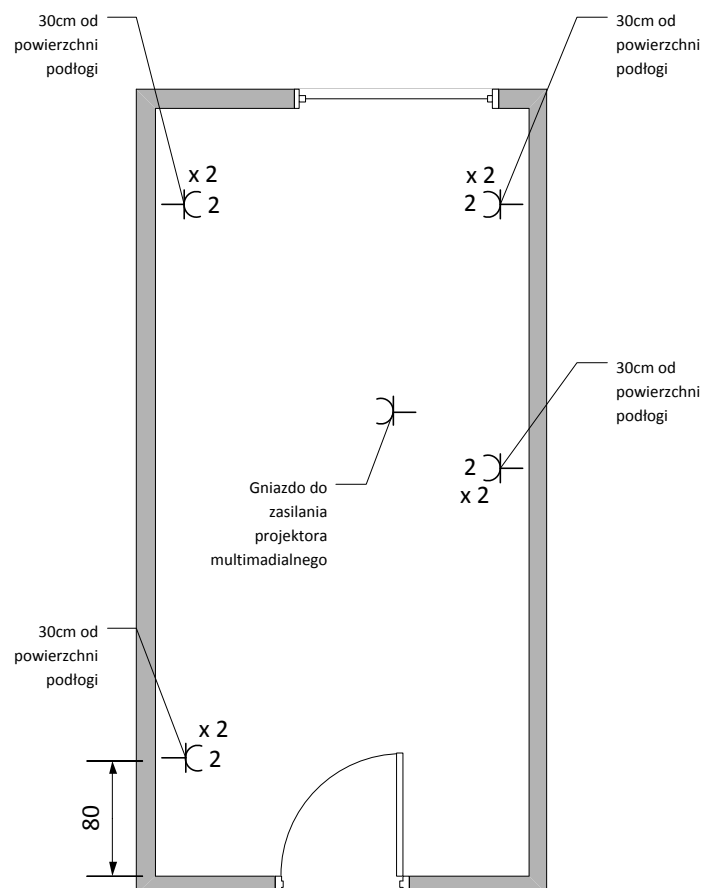 30cm od
powierzchni
podłogi
30cm od
powierzchni
podłogi
x 2
2
x 2
2
30cm od
powierzchni
podłogi
2
x 2
Gniazdo do
zasilania
projektora
multimadialnego
30cm od
powierzchni
podłogi
x 2
2
80